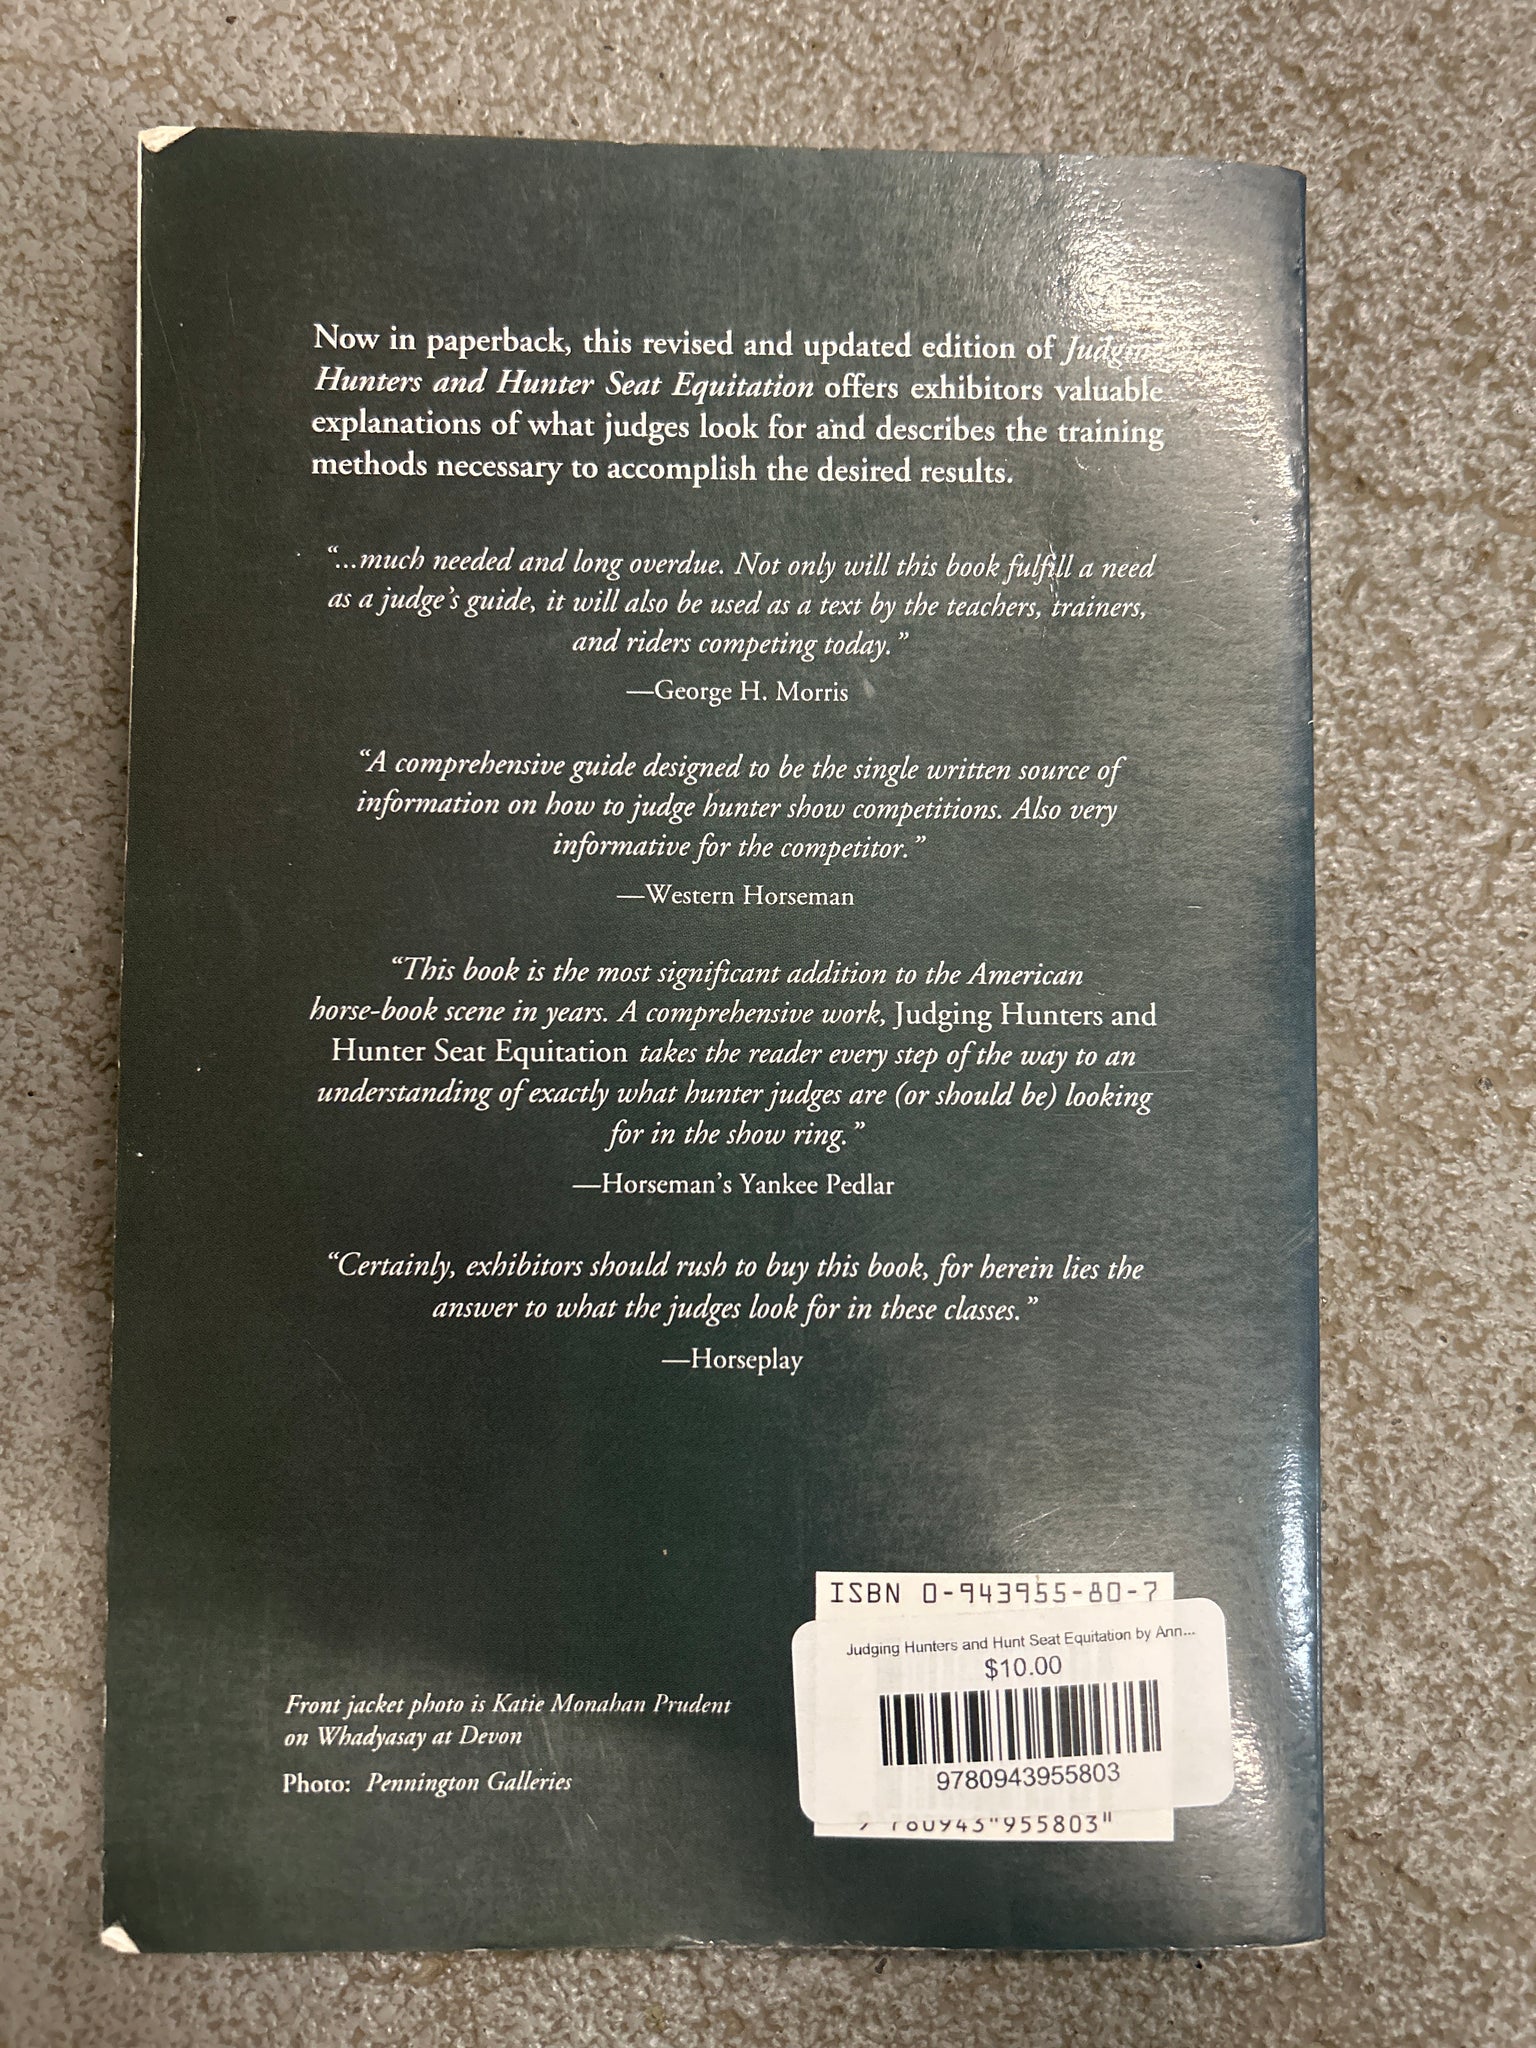 Now in paperback, this revised and updated edition of Judging
Hunters and Hunter Seat Equitation offers exhibitors valuable
explanations of what judges look for and describes the training
methods necessary to accomplish the desired results.
“...much needed and long overdue. Not only will this book fulfill a need
as a judge’s guide, it will also be used as a text by the teachers, trainers,
and riders competing today.”
—George H. Morris
“A comprehensive guide designed to be the single written source of
information on how to judge hunter show competitions. Also very
informative for the competitor.”
—Western Horseman
“This book is the most significant addition to the American
horse-book scene in years. A comprehensive work, Judging Hunters and
Hunter Seat Equitation takes the reader every step of the way to an
understanding of exactly what hunter judges are (or should be) looking
for in the show ring.”
—Horseman’s Yankee Pedlar
“Certainly, exhibitors should rush to buy this book, for herein lies the
answer to what the judges look for in these classes.”
—Horseplay
Front jacket photo is Katie Monahan Prudent
on Whadyasay at Devon
Photo: Pennington Galleries
ISBN 0-943955-80-7
Judging Hunters and Hunt Seat Equitation by Ann...
$10.00
9780943955803
9 780943"955803"